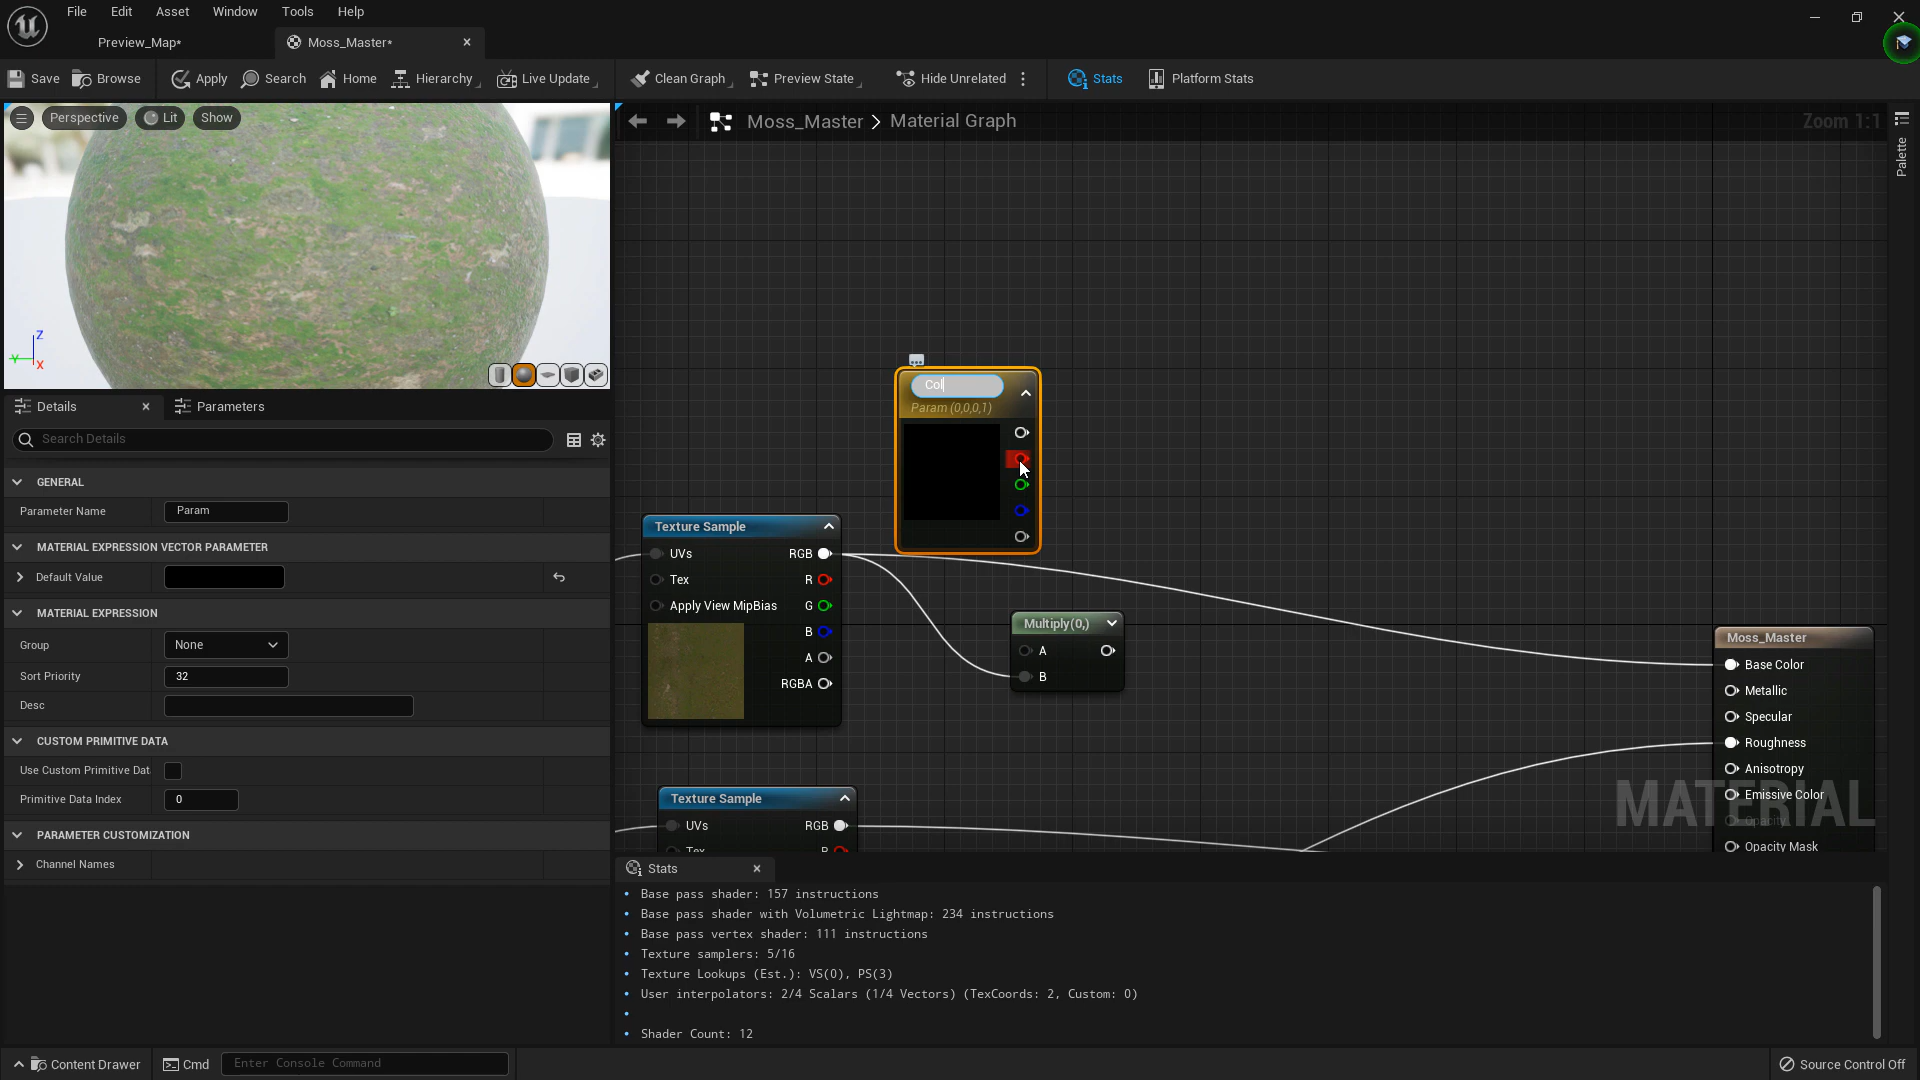 File Edit Asset Window Tools Help
Preview_Map* Moss_Master*
Save Browse Apply Search Home Hierarchy Live Update Clean Graph Preview State Hide Unrelated Stats Platform Stats
Perspective Lit Show
Moss_Master > Material Graph
Zoom 1:1
Palette
Z
Y
X
Details
Parameters
Search Details
GENERAL
Parameter Name Param
MATERIAL EXPRESSION VECTOR PARAMETER
Default Value
MATERIAL EXPRESSION
Group None
Sort Priority 32
Desc
CUSTOM PRIMITIVE DATA
Use Custom Primitive Dat
Primitive Data Index 0
PARAMETER CUSTOMIZATION
Channel Names
Col
Param (0,0,0,1)
Texture Sample
UVs RGB
Tex R
Apply View MipBias G
B
A
RGBA
Multiply(0,)
A
B
Texture Sample
UVs RGB
Tex R
Moss_Master
Base Color
Metallic
Specular
Roughness
Anisotropy
Emissive Color
Opacity
Opacity Mask
MATERIAL
Stats
• Base pass shader: 157 instructions
• Base pass shader with Volumetric Lightmap: 234 instructions
• Base pass vertex shader: 111 instructions
• Texture samplers: 5/16
• Texture Lookups (Est.): VS(0), PS(3)
• User interpolators: 2/4 Scalars (1/4 Vectors) (TexCoords: 2, Custom: 0)
•
• Shader Count: 12
Content Drawer Cmd Enter Console Command Source Control Off